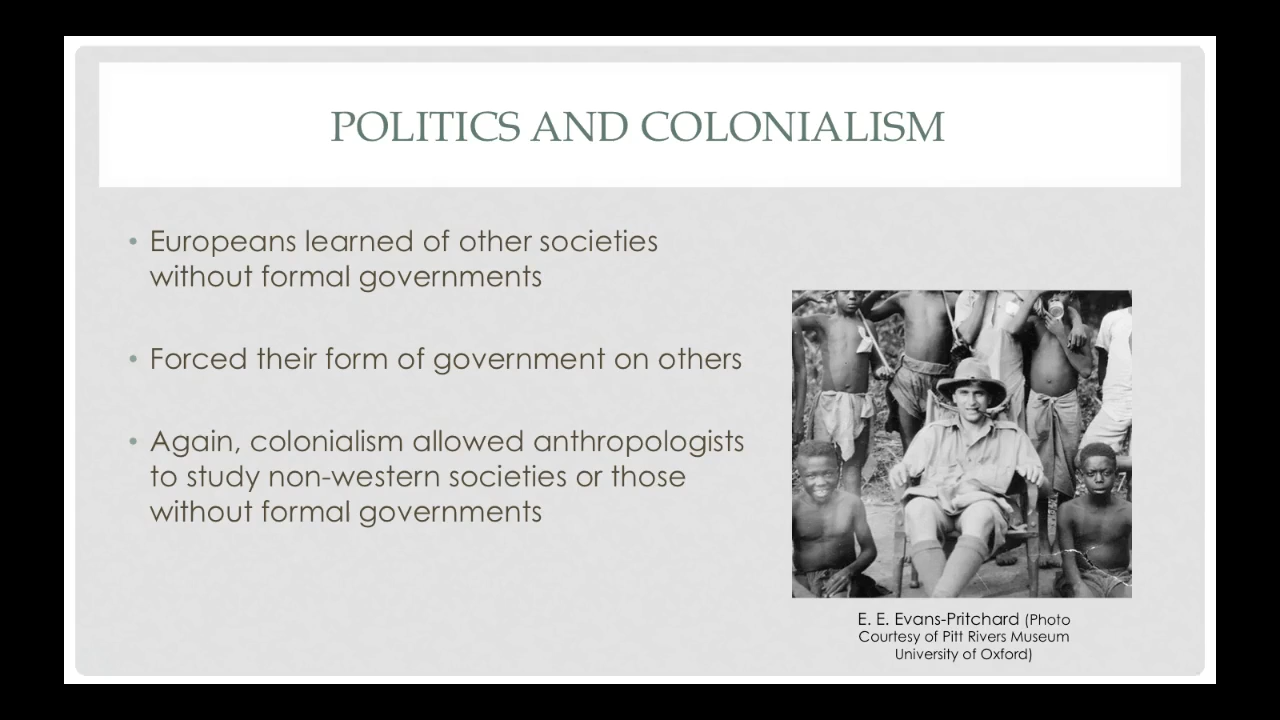 POLITICS AND COLONIALISM
• Europeans learned of other societies
without formal governments
• Forced their form of government on others
• Again, colonialism allowed anthropologists
to study non-western societies or those
without formal governments
E. E. Evans-Pritchard (Photo
Courtesy of Pitt Rivers Museum
University of Oxford)